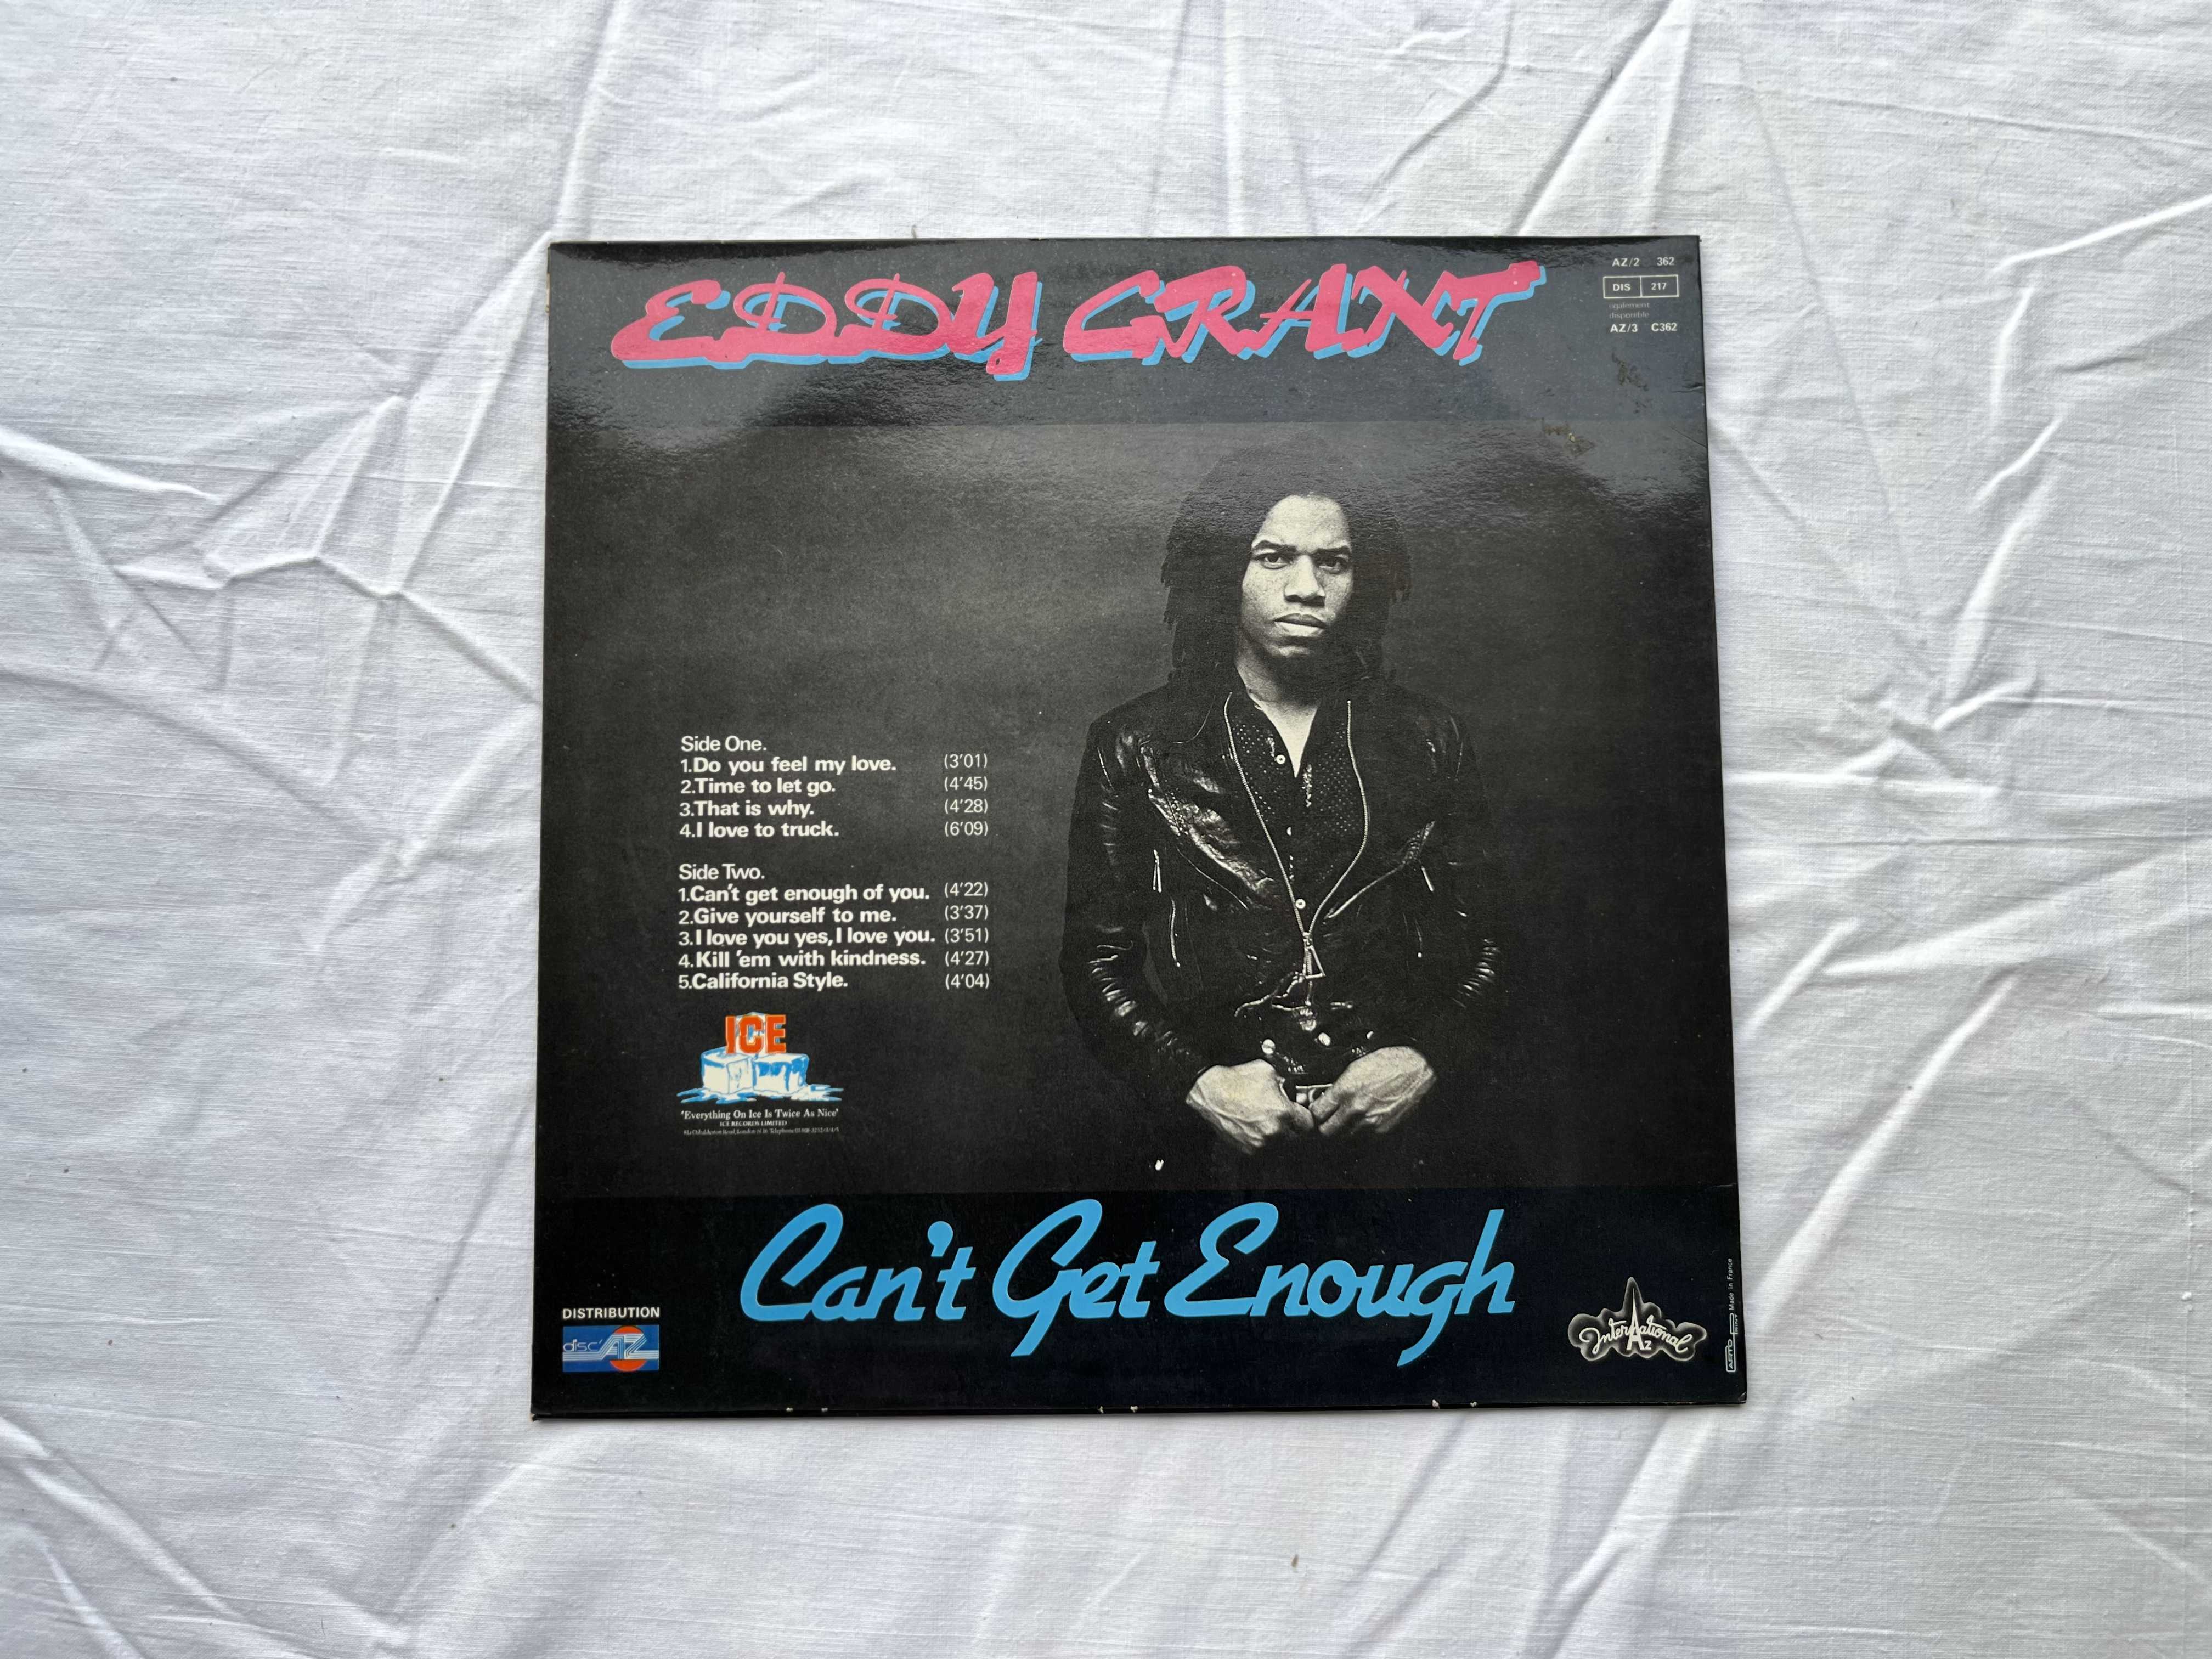 EDDY GRANT
AZ/2 362
DIS 217
également
disponible
AZ/3 C362
Side One.
1.Do you feel my love. (3'01)
2.Time to let go. (4'45)
3.That is why. (4'28)
4.I love to truck. (6'09)
Side Two.
1.Can't get enough of you. (4'22)
2.Give yourself to me. (3'37)
3.I love you yes, I love you. (3'51)
4.Kill 'em with kindness. (4'27)
5.California Style. (4'04)
ICE
'Everything On Ice Is Twice As Nice'
ICE RECORDS LIMITED
Can't Get Enough
DISTRIBUTION
disc'AZ
International
AZ
Made in France